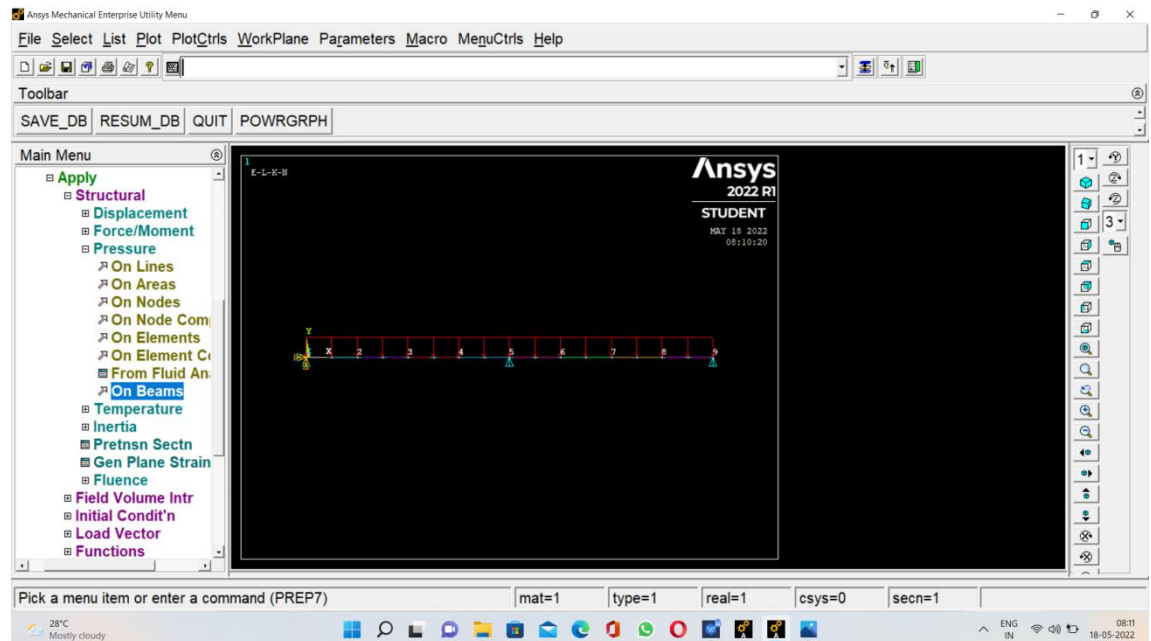 Ansys Mechanical Enterprise Utility Menu
File Select List Plot PlotCtrls WorkPlane Parameters Macro MenuCtrls Help
Toolbar
SAVE_DB RESUM_DB QUIT POWRGRPH
Main Menu
Apply
Structural
Displacement
Force/Moment
Pressure
On Lines
On Areas
On Nodes
On Node Com
On Elements
On Element C
From Fluid An
On Beams
Temperature
Inertia
Pretnsn Sectn
Gen Plane Strain
Fluence
Field Volume Intr
Initial Condit'n
Load Vector
Functions
1
E-L-K-N
Ansys
2022 R1
STUDENT
MAY 18 2022
08:10:20
Y
X 2 3 4 5 6 7 8 9
1
3
Pick a menu item or enter a command (PREP7) mat=1 type=1 real=1 csys=0 secn=1
28°C
Mostly cloudy
ENG
IN
08:11
18-05-2022